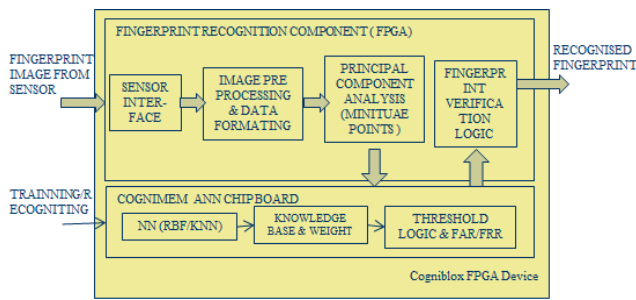 FINGERPRINT RECOGNITION COMPONENT ( FPGA)
FINGERPRINT
IMAGE FROM
SENSOR
SENSOR
INTER-
FACE
IMAGE PRE
PROCESSING
& DATA
FORMATING
PRINCIPAL
COMPONENT
ANALYSIS
(MINITUAE
POINTS )
FINGERPR
INT
VERIFICA
TION
LOGIC
RECOGNISED
FINGERPRINT
TRAINNING/R
ECOGNITING
COGNIMEM ANN CHIPBOARD
NN (RBF/KNN)
KNOWLEDGE
BASE & WEIGHT
THRESHOLD
LOGIC & FAR/FRR
Cogniblox FPGA Device